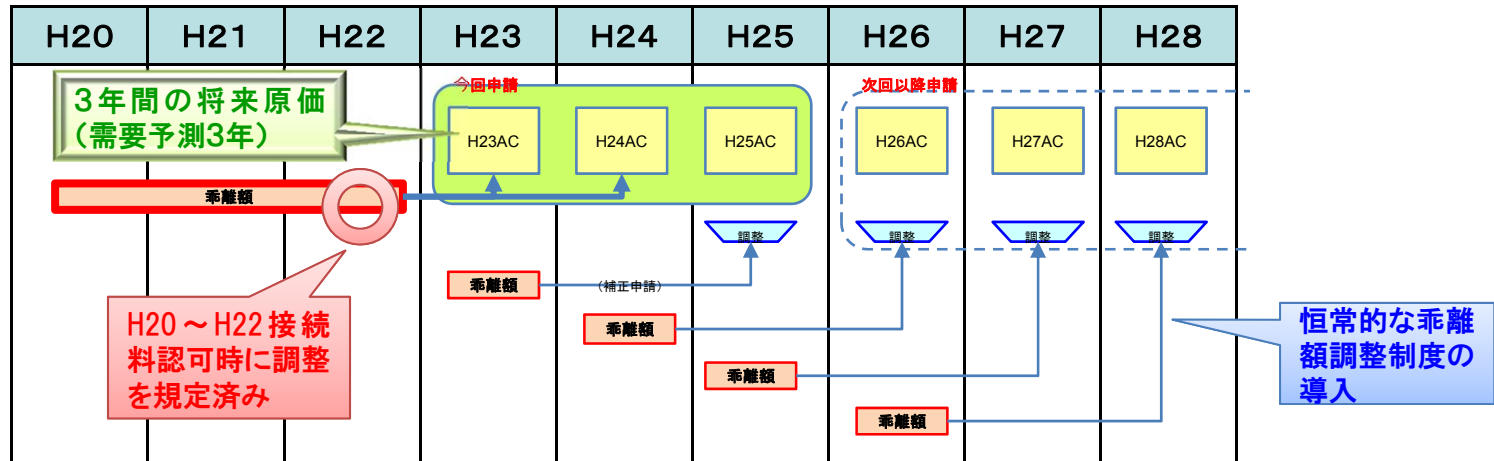 H20 H21 H22 H23 H24 H25 H26 H27 H28
今回申請
次回以降申請
3年間の将来原価
(需要予測3年)
H23AC H24AC H25AC H26AC H27AC H28AC
乖離額
調整 調整 調整 調整
乖離額 (補正申請)
乖離額
乖離額
乖離額
H20～H22接続
料認可時に調整
を規定済み
恒常的な乖離
額調整制度の
導入